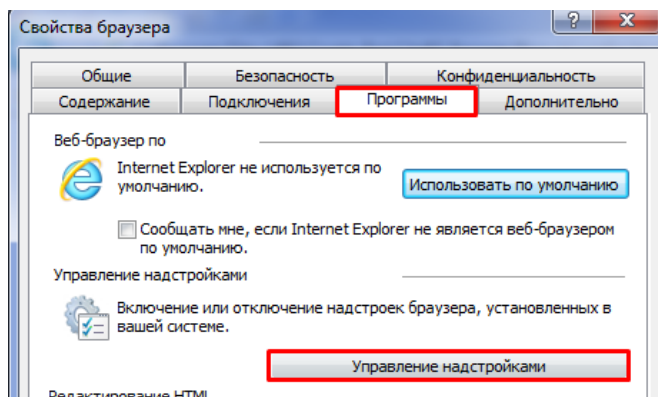 Свойства браузера
Общие Безопасность Конфиденциальность
Содержание Подключения Программы Дополнительно
Веб-браузер по
Internet Explorer не используется по
умолчанию.
Использовать по умолчанию
Сообщать мне, если Internet Explorer не является веб-браузером
по умолчанию.
Управление надстройками
Включение или отключение надстроек браузера, установленных в
вашей системе.
Управление надстройками
Редактирование HTML